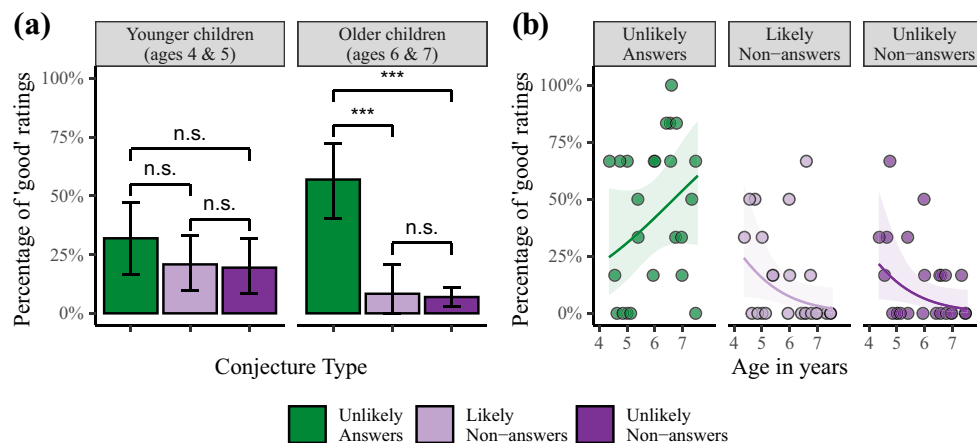 (a)
Younger children
(ages 4 & 5)
Older children
(ages 6 & 7)
Percentage of 'good' ratings
100%
75%
50%
25%
0%
n.s.
n.s.
n.s.
***
***
n.s.
Conjecture Type
(b)
Unlikely
Answers
Likely
Non-answers
Unlikely
Non-answers
Percentage of 'good' ratings
100%
75%
50%
25%
0%
4 5 6 7
4 5 6 7
4 5 6 7
Age in years
Unlikely
Answers
Likely
Non-answers
Unlikely
Non-answers